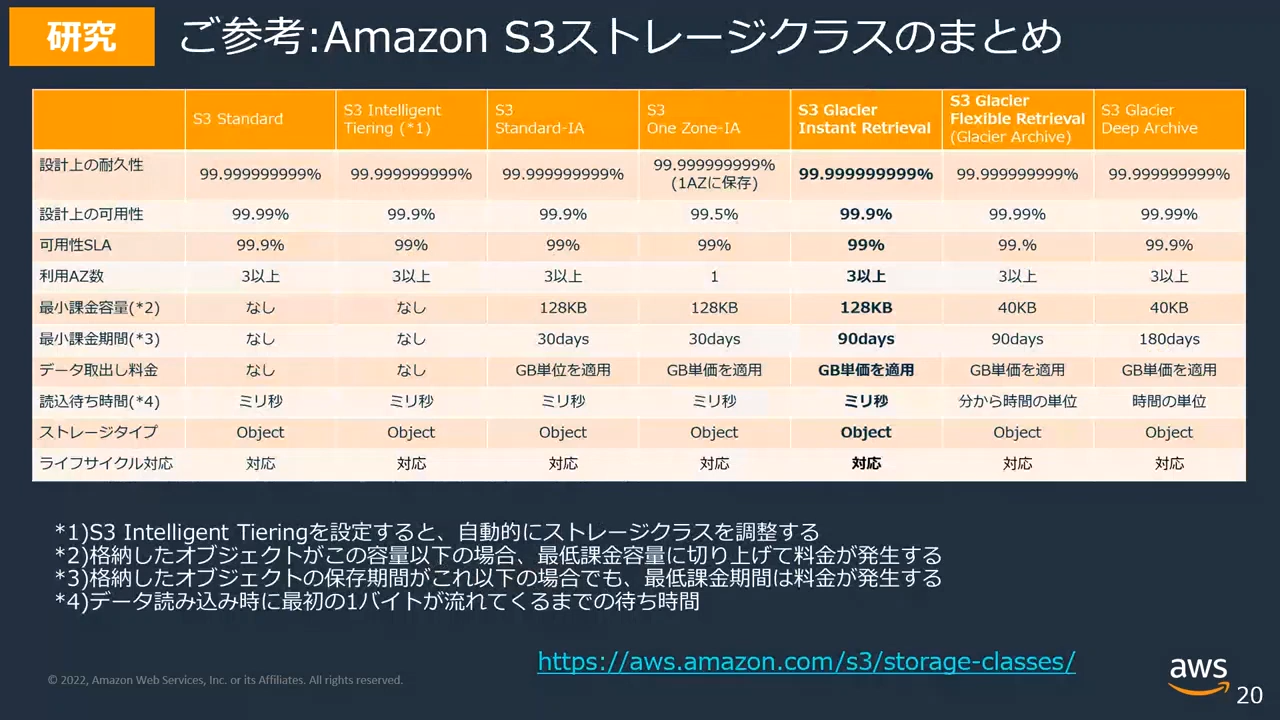 研究
ご参考:Amazon S3ストレージクラスのまとめ
S3 Standard
S3 Intelligent
Tiering (*1)
S3
Standard-IA
S3
One Zone-IA
S3 Glacier
Instant Retrieval
S3 Glacier
Flexible Retrieval
(Glacier Archive)
S3 Glacier
Deep Archive
設計上の耐久性 99.999999999% 99.999999999% 99.999999999% 99.999999999% 99.999999999% 99.999999999% 99.999999999%
(1AZに保存)
設計上の可用性 99.99% 99.9% 99.9% 99.5% 99.9% 99.99% 99.99%
可用性SLA 99.9% 99% 99% 99% 99% 99.% 99.9%
利用AZ数 3以上 3以上 3以上 1 3以上 3以上 3以上
最小課金容量(*2) なし なし 128KB 128KB 128KB 40KB 40KB
最小課金期間(*3) なし なし 30days 30days 90days 90days 180days
データ取出し料金 なし なし GB単位を適用 GB単価を適用 GB単価を適用 GB単価を適用 GB単価を適用
読込待ち時間(*4) ミリ秒 ミリ秒 ミリ秒 ミリ秒 ミリ秒 分から時間の単位 時間の単位
ストレージタイプ Object Object Object Object Object Object Object
ライフサイクル対応 対応 対応 対応 対応 対応 対応 対応
*1)S3 Intelligent Tieringを設定すると、自動的にストレージクラスを調整する
*2)格納したオブジェクトがこの容量以下の場合、最低課金容量に切り上げて料金が発生する
*3)格納したオブジェクトの保存期間がこれ以下の場合でも、最低課金期間は料金が発生する
*4)データ読み込み時に最初の1バイトが流れてくるまでの待ち時間
https://aws.amazon.com/s3/storage-classes/
© 2022, Amazon Web Services, Inc. or its Affiliates. All rights reserved.
aws
20